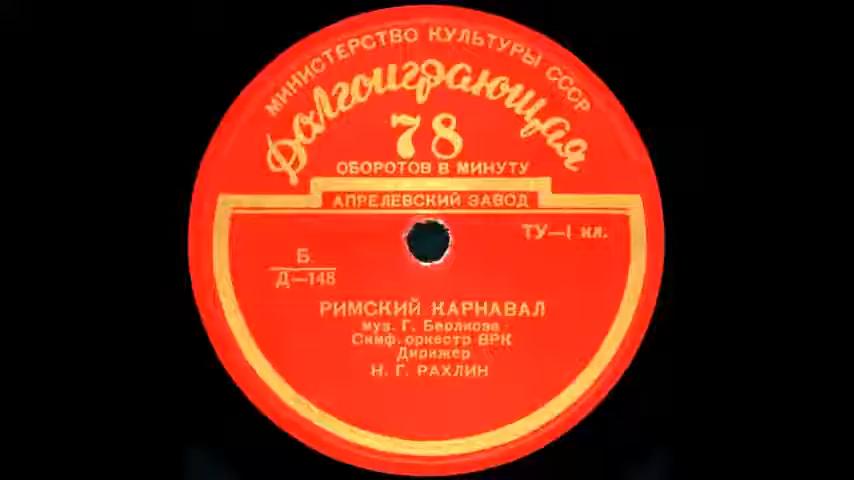 МИНИСТЕРСТВО КУЛЬТУРЫ СССР
Долгоиграющая
78
ОБОРОТОВ В МИНУТУ
АПРЕЛЕВСКИЙ ЗАВОД
ТУ—I кл.
Б
Д—148
РИМСКИЙ КАРНАВАЛ
муз. Г. Берлиоза
Симф. оркестр ВРК
Дирижер
Н. Г. РАХЛИН